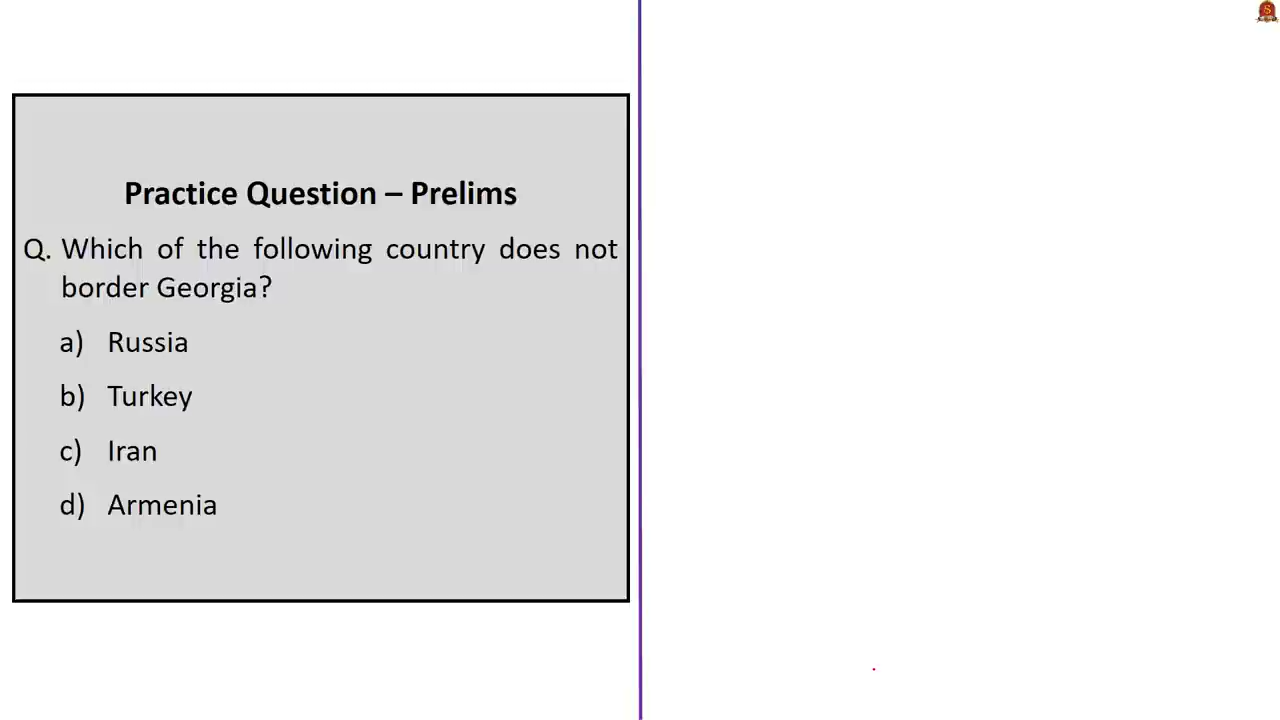 Practice Question – Prelims
Q. Which of the following country does not
border Georgia?
a) Russia
b) Turkey
c) Iran
d) Armenia
S